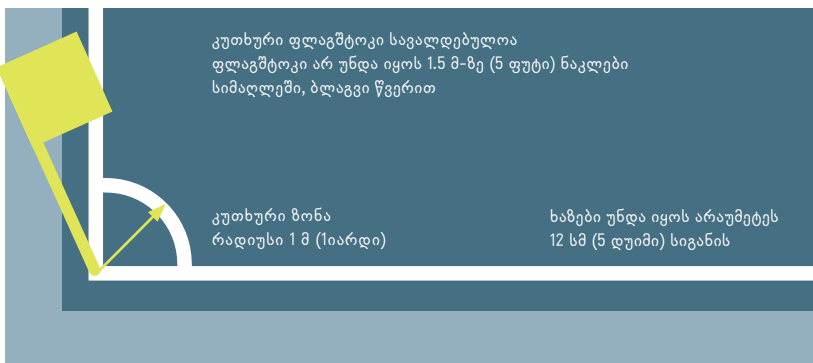 კუთხური ფლაგშტოკი სავალდებულოა
ფლაგშტოკი არ უნდა იყოს 1.5 მ-ზე (5 ფუტი) ნაკლები
სიმაღლეში, ბლაგვი წვერით
კუთხური ზონა
რადიუსი 1 მ (1იარდი)
ხაზები უნდა იყოს არაუმეტეს
12 სმ (5 დუიმი) სიგანის